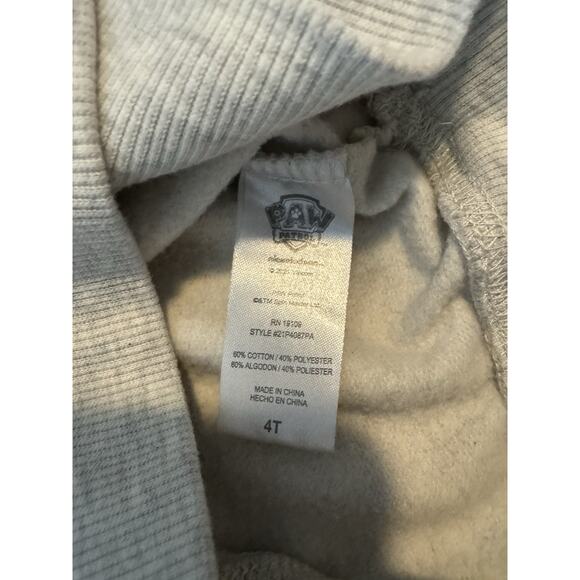 PAW
PATROL
nickelodeon
RN 19109
STYLE #21P4087PA
60% COTTON / 40% POLYESTER
60% ALGODON / 40% POLIESTER
MADE IN CHINA
HECHO EN CHINA
4T